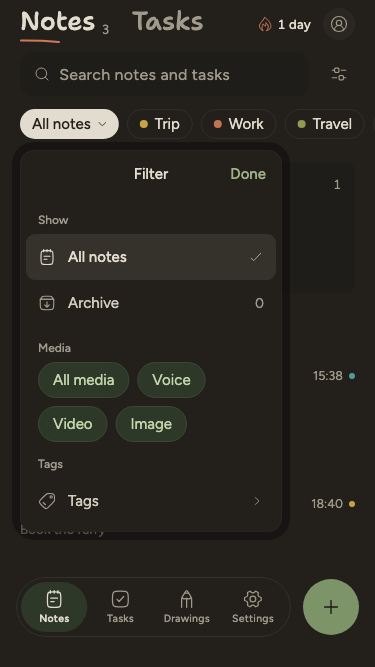 Notes 3 Tasks 1 day
Search notes and tasks
All notes Trip Work Travel
Filter Done
1
Show
All notes
Archive 0
Media
All media Voice
15:38
Video Image
Tags
Tags
18:40
Book the ferry
Notes Tasks Drawings Settings